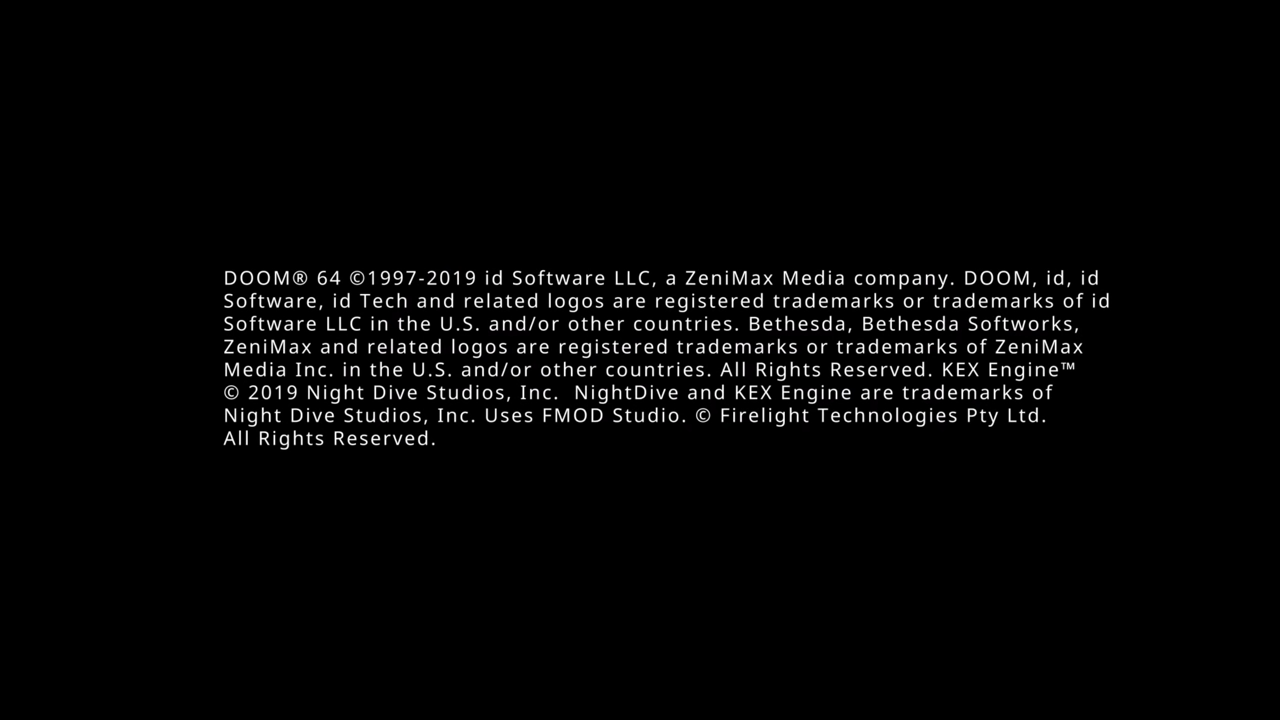 DOOM® 64 ©1997-2019 id Software LLC, a ZeniMax Media company. DOOM, id, id
Software, id Tech and related logos are registered trademarks or trademarks of id
Software LLC in the U.S. and/or other countries. Bethesda, Bethesda Softworks,
ZeniMax and related logos are registered trademarks or trademarks of ZeniMax
Media Inc. in the U.S. and/or other countries. All Rights Reserved. KEX Engine™
© 2019 Night Dive Studios, Inc.  NightDive and KEX Engine are trademarks of
Night Dive Studios, Inc. Uses FMOD Studio. © Firelight Technologies Pty Ltd.
All Rights Reserved.